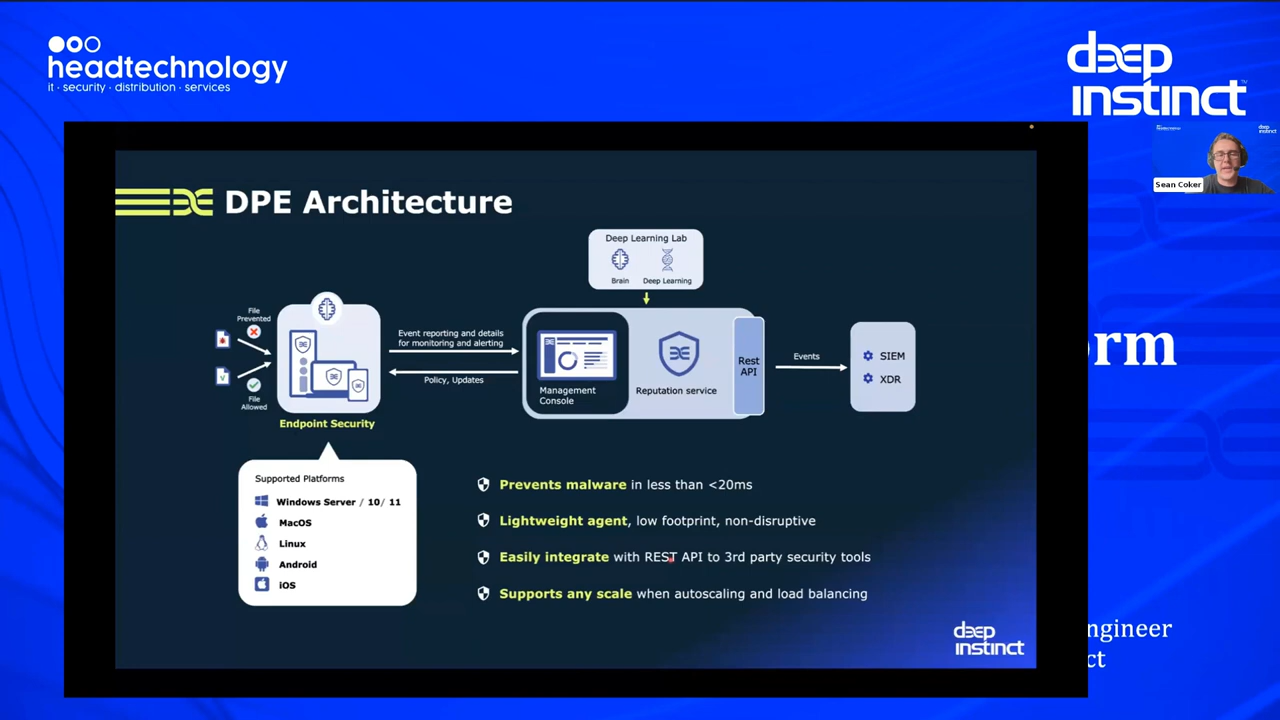 headtechnology
it · security · distribution · services
deep
instinct
Sean Coker
DPE Architecture
Deep Learning Lab
Brain
Deep Learning
File
Prevented
File
Allowed
Endpoint Security
Event reporting and details
for monitoring and alerting
Policy, Updates
Management
Console
Reputation service
Rest
API
Events
SIEM
XDR
Supported Platforms
Windows Server / 10/ 11
MacOS
Linux
Android
iOS
Prevents malware in less than <20ms
Lightweight agent, low footprint, non-disruptive
Easily integrate with REST API to 3rd party security tools
Supports any scale when autoscaling and load balancing
deep
instinct
orm
ngineer
ct